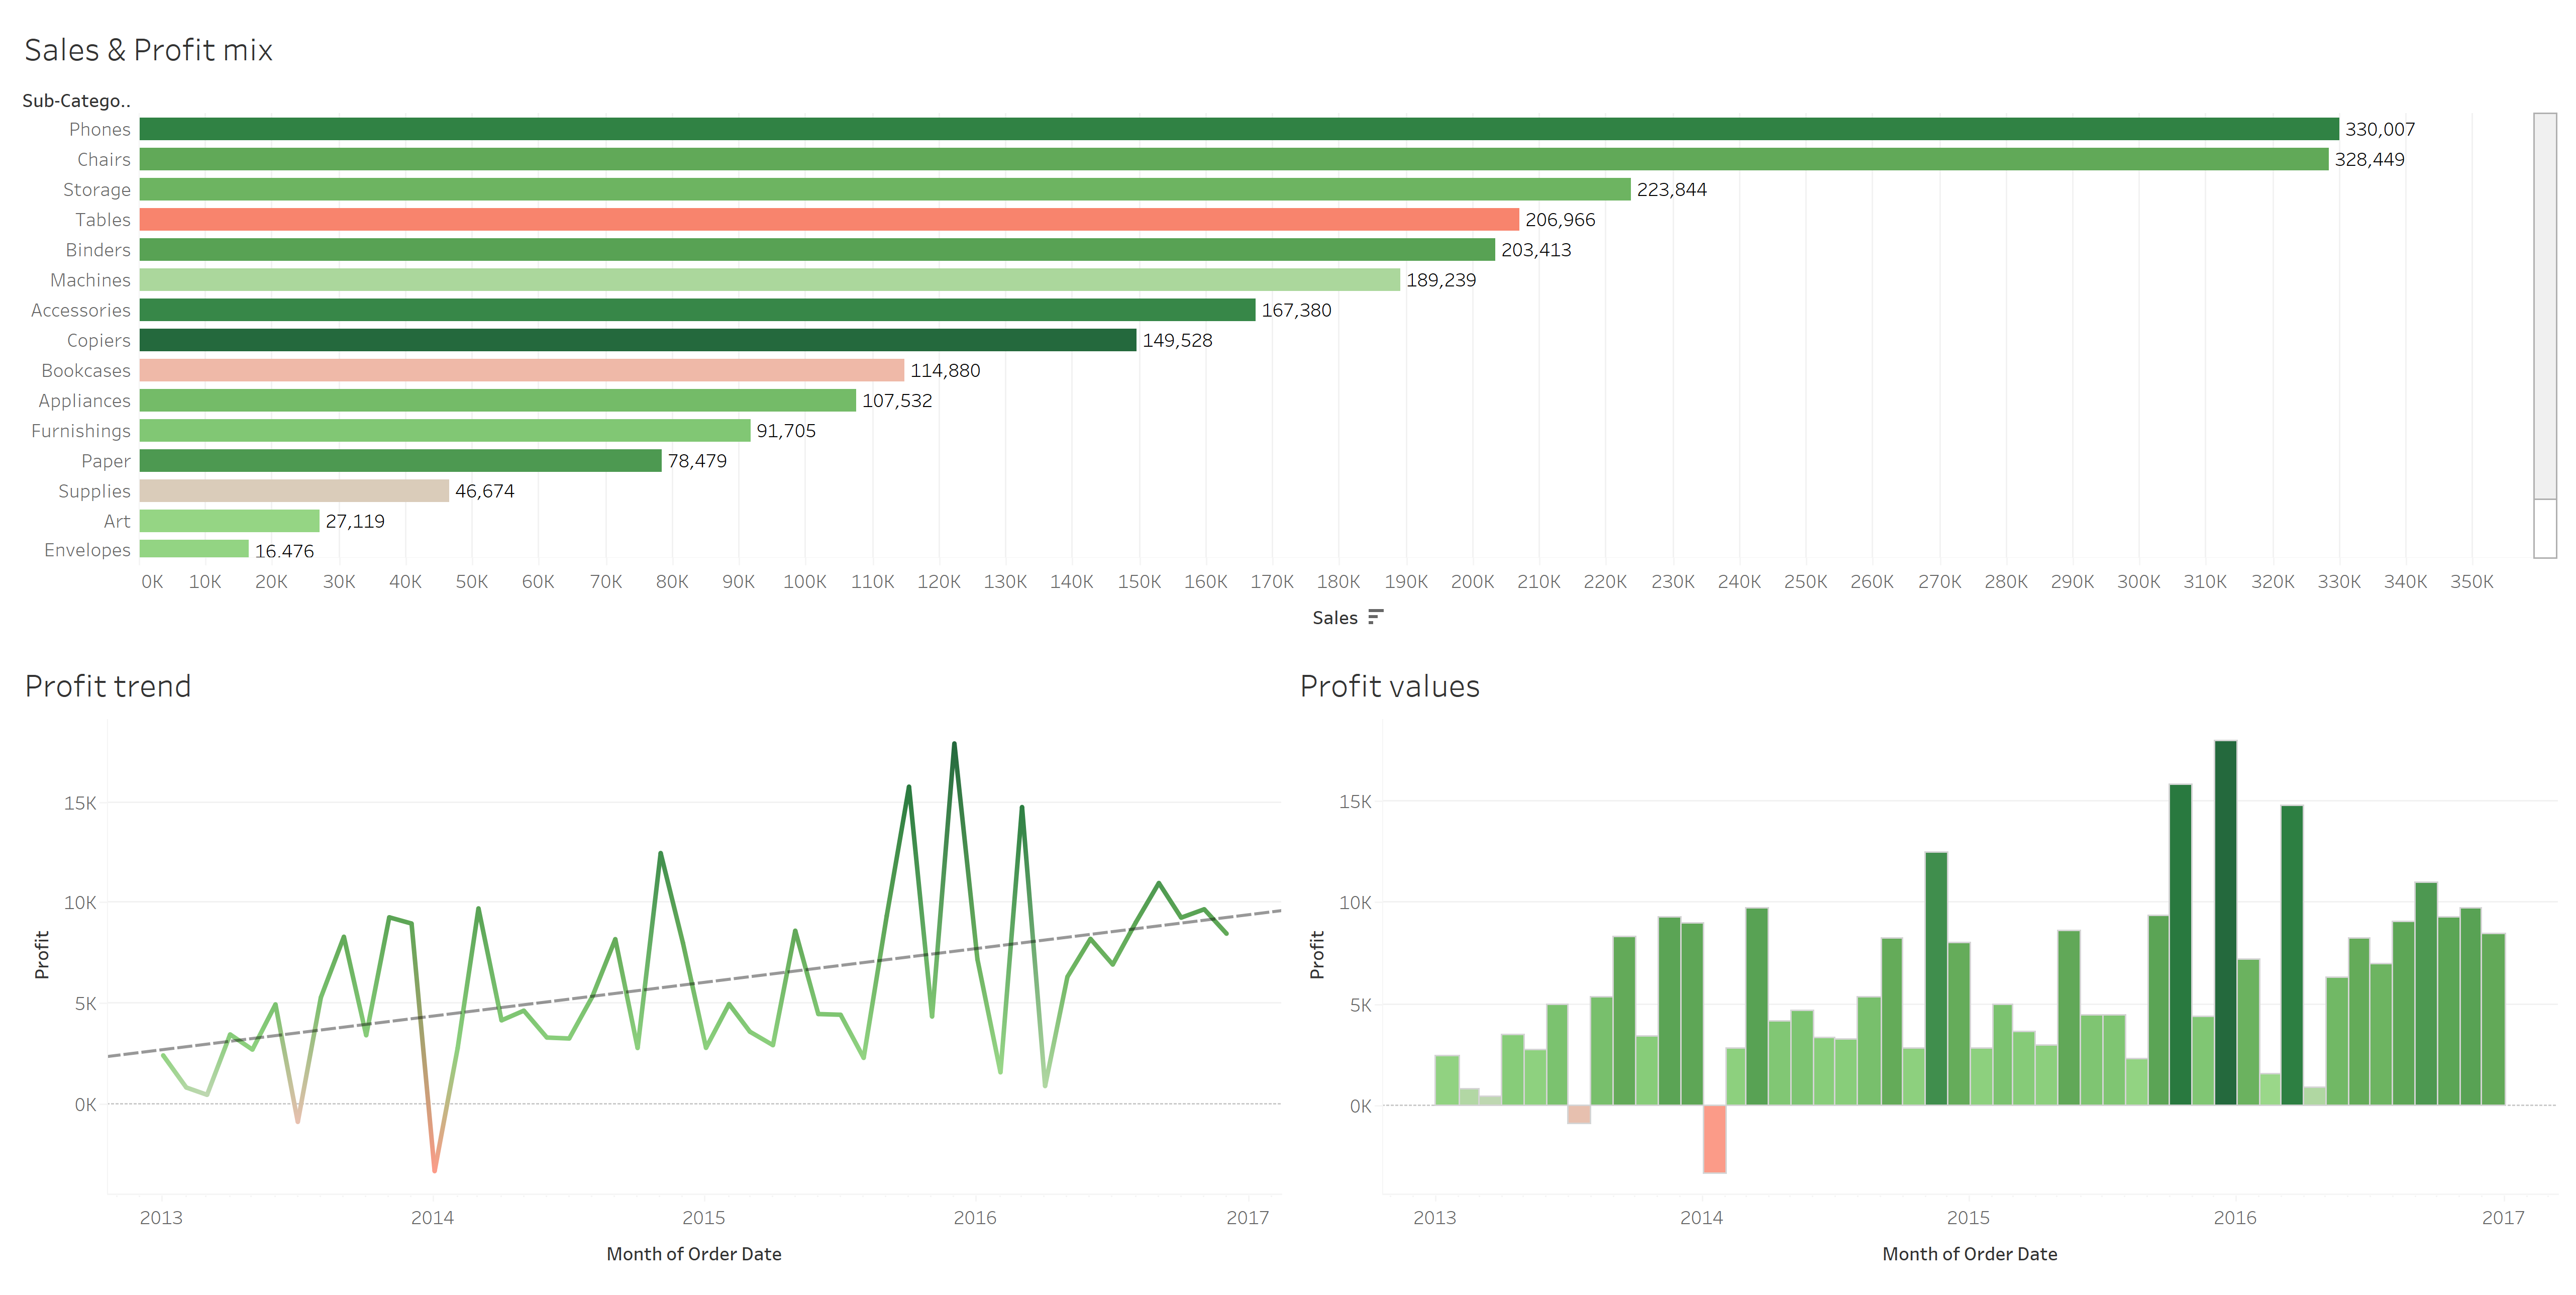 Sales & Profit mix
Sub-Catego..
Phones 330,007
Chairs 328,449
Storage 223,844
Tables 206,966
Binders 203,413
Machines 189,239
Accessories 167,380
Copiers 149,528
Bookcases 114,880
Appliances 107,532
Furnishings 91,705
Paper 78,479
Supplies 46,674
Art 27,119
Envelopes 16,476
0K 10K 20K 30K 40K 50K 60K 70K 80K 90K 100K 110K 120K 130K 140K 150K 160K 170K 180K 190K 200K 210K 220K 230K 240K 250K 260K 270K 280K 290K 300K 310K 320K 330K 340K 350K
Sales
Profit trend
15K
10K
5K
0K
Profit
2013 2014 2015 2016 2017
Month of Order Date
Profit values
15K
10K
5K
0K
Profit
2013 2014 2015 2016 2017
Month of Order Date